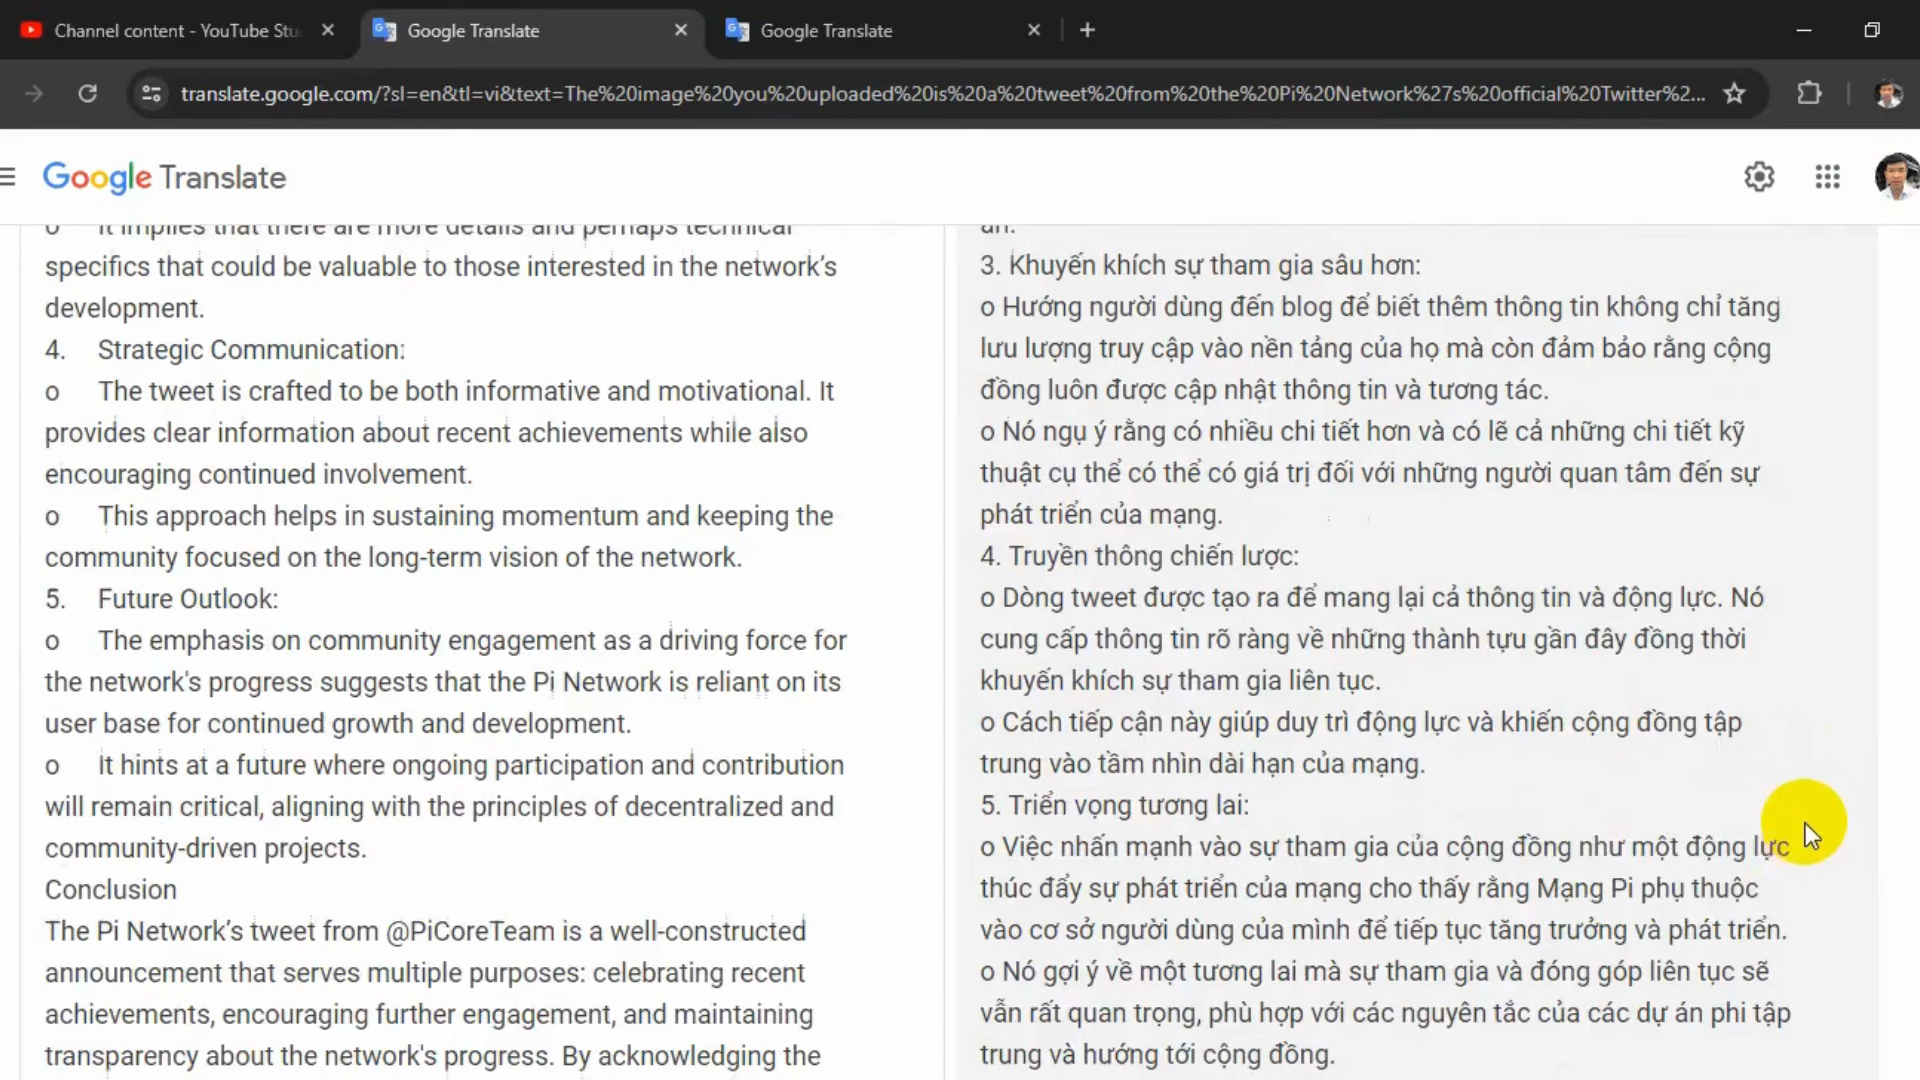 Channel content - YouTube Stu
Google Translate
Google Translate
translate.google.com/?sl=en&tl=vi&text=The%20image%20you%20uploaded%20is%20a%20tweet%20from%20the%20Pi%20Network%27s%20official%20Twitter%2...
Google Translate
o It implies that there are more details and perhaps technical
specifics that could be valuable to those interested in the network’s
development.
4. Strategic Communication:
o The tweet is crafted to be both informative and motivational. It
provides clear information about recent achievements while also
encouraging continued involvement.
o This approach helps in sustaining momentum and keeping the
community focused on the long-term vision of the network.
5. Future Outlook:
o The emphasis on community engagement as a driving force for
the network's progress suggests that the Pi Network is reliant on its
user base for continued growth and development.
o It hints at a future where ongoing participation and contribution
will remain critical, aligning with the principles of decentralized and
community-driven projects.
Conclusion
The Pi Network’s tweet from @PiCoreTeam is a well-constructed
announcement that serves multiple purposes: celebrating recent
achievements, encouraging further engagement, and maintaining
transparency about the network's progress. By acknowledging the
án.
3. Khuyến khích sự tham gia sâu hơn:
o Hướng người dùng đến blog để biết thêm thông tin không chỉ tăng
lưu lượng truy cập vào nền tảng của họ mà còn đảm bảo rằng cộng
đồng luôn được cập nhật thông tin và tương tác.
o Nó ngụ ý rằng có nhiều chi tiết hơn và có lẽ cả những chi tiết kỹ
thuật cụ thể có thể có giá trị đối với những người quan tâm đến sự
phát triển của mạng.
4. Truyền thông chiến lược:
o Dòng tweet được tạo ra để mang lại cả thông tin và động lực. Nó
cung cấp thông tin rõ ràng về những thành tựu gần đây đồng thời
khuyến khích sự tham gia liên tục.
o Cách tiếp cận này giúp duy trì động lực và khiến cộng đồng tập
trung vào tầm nhìn dài hạn của mạng.
5. Triển vọng tương lai:
o Việc nhấn mạnh vào sự tham gia của cộng đồng như một động lực
thúc đẩy sự phát triển của mạng cho thấy rằng Mạng Pi phụ thuộc
vào cơ sở người dùng của mình để tiếp tục tăng trưởng và phát triển.
o Nó gợi ý về một tương lai mà sự tham gia và đóng góp liên tục sẽ
vẫn rất quan trọng, phù hợp với các nguyên tắc của các dự án phi tập
trung và hướng tới cộng đồng.